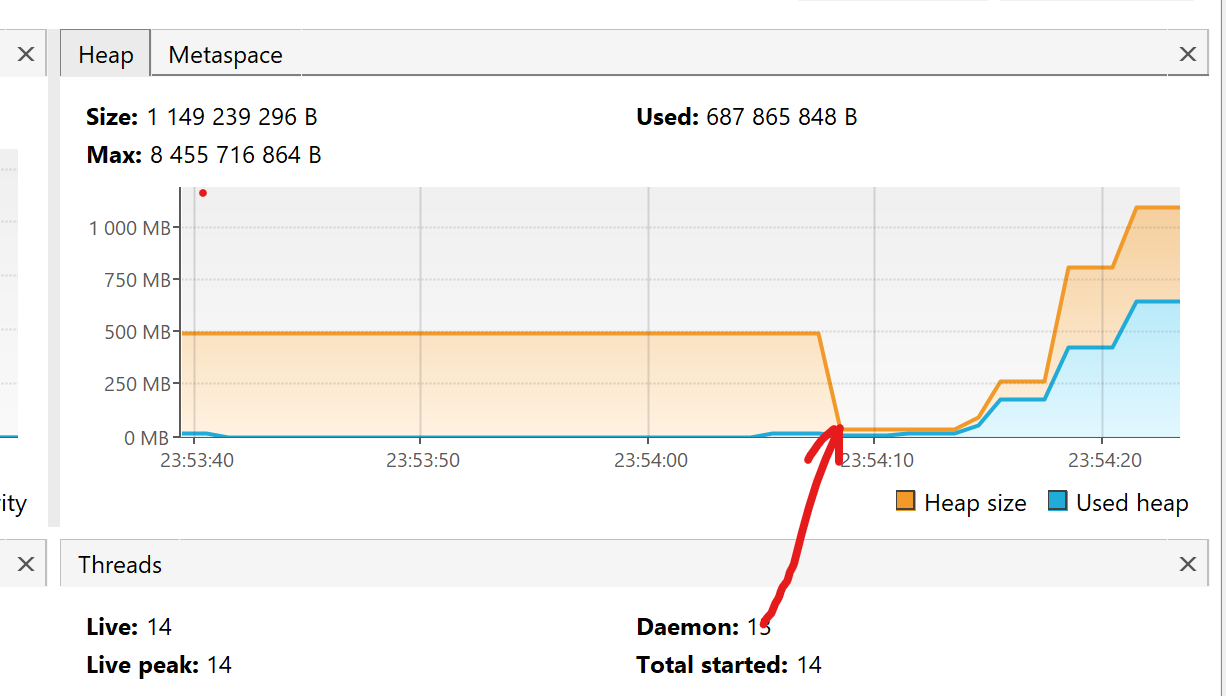 Heap Metaspace
Size: 1 149 239 296 B Used: 687 865 848 B
Max: 8 455 716 864 B
1 000 MB
750 MB
500 MB
250 MB
0 MB
23:53:40 23:53:50 23:54:00 23:54:10 23:54:20
ity
Heap size Used heap
Threads
Live: 14 Daemon: 13
Live peak: 14 Total started: 14